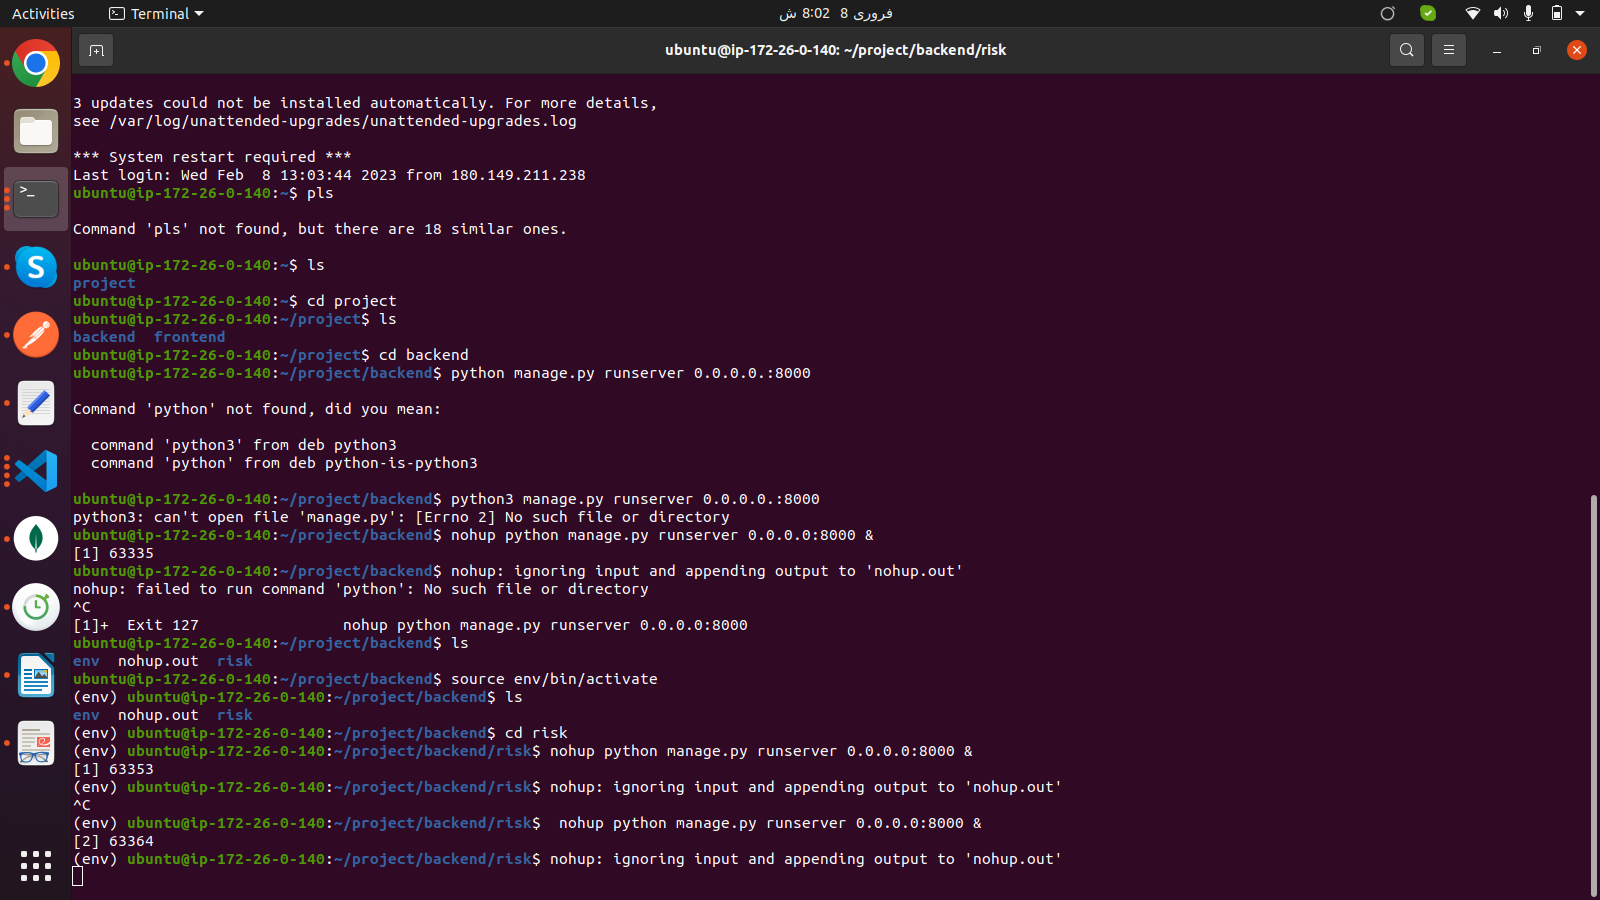 Activities
Terminal
فروری 8  8:02 ش
ubuntu@ip-172-26-0-140: ~/project/backend/risk
3 updates could not be installed automatically. For more details,
see /var/log/unattended-upgrades/unattended-upgrades.log
*** System restart required ***
Last login: Wed Feb  8 13:03:44 2023 from 180.149.211.238
ubuntu@ip-172-26-0-140:~$ pls
Command 'pls' not found, but there are 18 similar ones.
ubuntu@ip-172-26-0-140:~$ ls
project
ubuntu@ip-172-26-0-140:~$ cd project
ubuntu@ip-172-26-0-140:~/project$ ls
backend  frontend
ubuntu@ip-172-26-0-140:~/project$ cd backend
ubuntu@ip-172-26-0-140:~/project/backend$ python manage.py runserver 0.0.0.0.:8000
Command 'python' not found, did you mean:
  command 'python3' from deb python3
  command 'python' from deb python-is-python3
ubuntu@ip-172-26-0-140:~/project/backend$ python3 manage.py runserver 0.0.0.0.:8000
python3: can't open file 'manage.py': [Errno 2] No such file or directory
ubuntu@ip-172-26-0-140:~/project/backend$ nohup python manage.py runserver 0.0.0.0:8000 &
[1] 63335
ubuntu@ip-172-26-0-140:~/project/backend$ nohup: ignoring input and appending output to 'nohup.out'
nohup: failed to run command 'python': No such file or directory
^C
[1]+  Exit 127                nohup python manage.py runserver 0.0.0.0:8000
ubuntu@ip-172-26-0-140:~/project/backend$ ls
env  nohup.out  risk
ubuntu@ip-172-26-0-140:~/project/backend$ source env/bin/activate
(env) ubuntu@ip-172-26-0-140:~/project/backend$ ls
env  nohup.out  risk
(env) ubuntu@ip-172-26-0-140:~/project/backend$ cd risk
(env) ubuntu@ip-172-26-0-140:~/project/backend/risk$ nohup python manage.py runserver 0.0.0.0:8000 &
[1] 63353
(env) ubuntu@ip-172-26-0-140:~/project/backend/risk$ nohup: ignoring input and appending output to 'nohup.out'
^C
(env) ubuntu@ip-172-26-0-140:~/project/backend/risk$  nohup python manage.py runserver 0.0.0.0:8000 &
[2] 63364
(env) ubuntu@ip-172-26-0-140:~/project/backend/risk$ nohup: ignoring input and appending output to 'nohup.out'